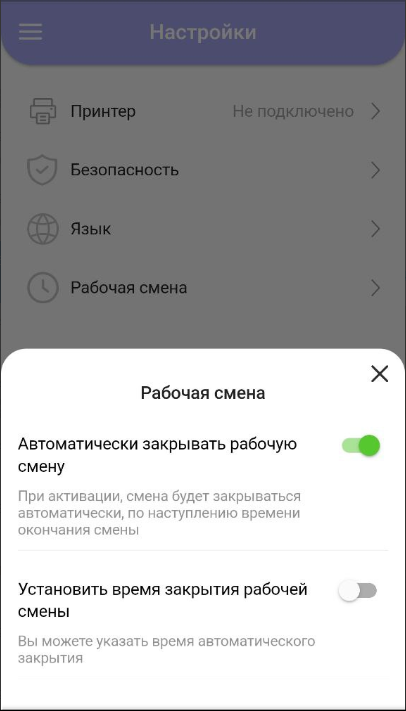 Настройки
Принтер Не подключено
Безопасность
Язык
Рабочая смена
Рабочая смена
Автоматически закрывать рабочую
смену
При активации, смена будет закрываться
автоматически, по наступлению времени
окончания смены
Установить время закрытия рабочей
смены
Вы можете указать время автоматического
закрытия